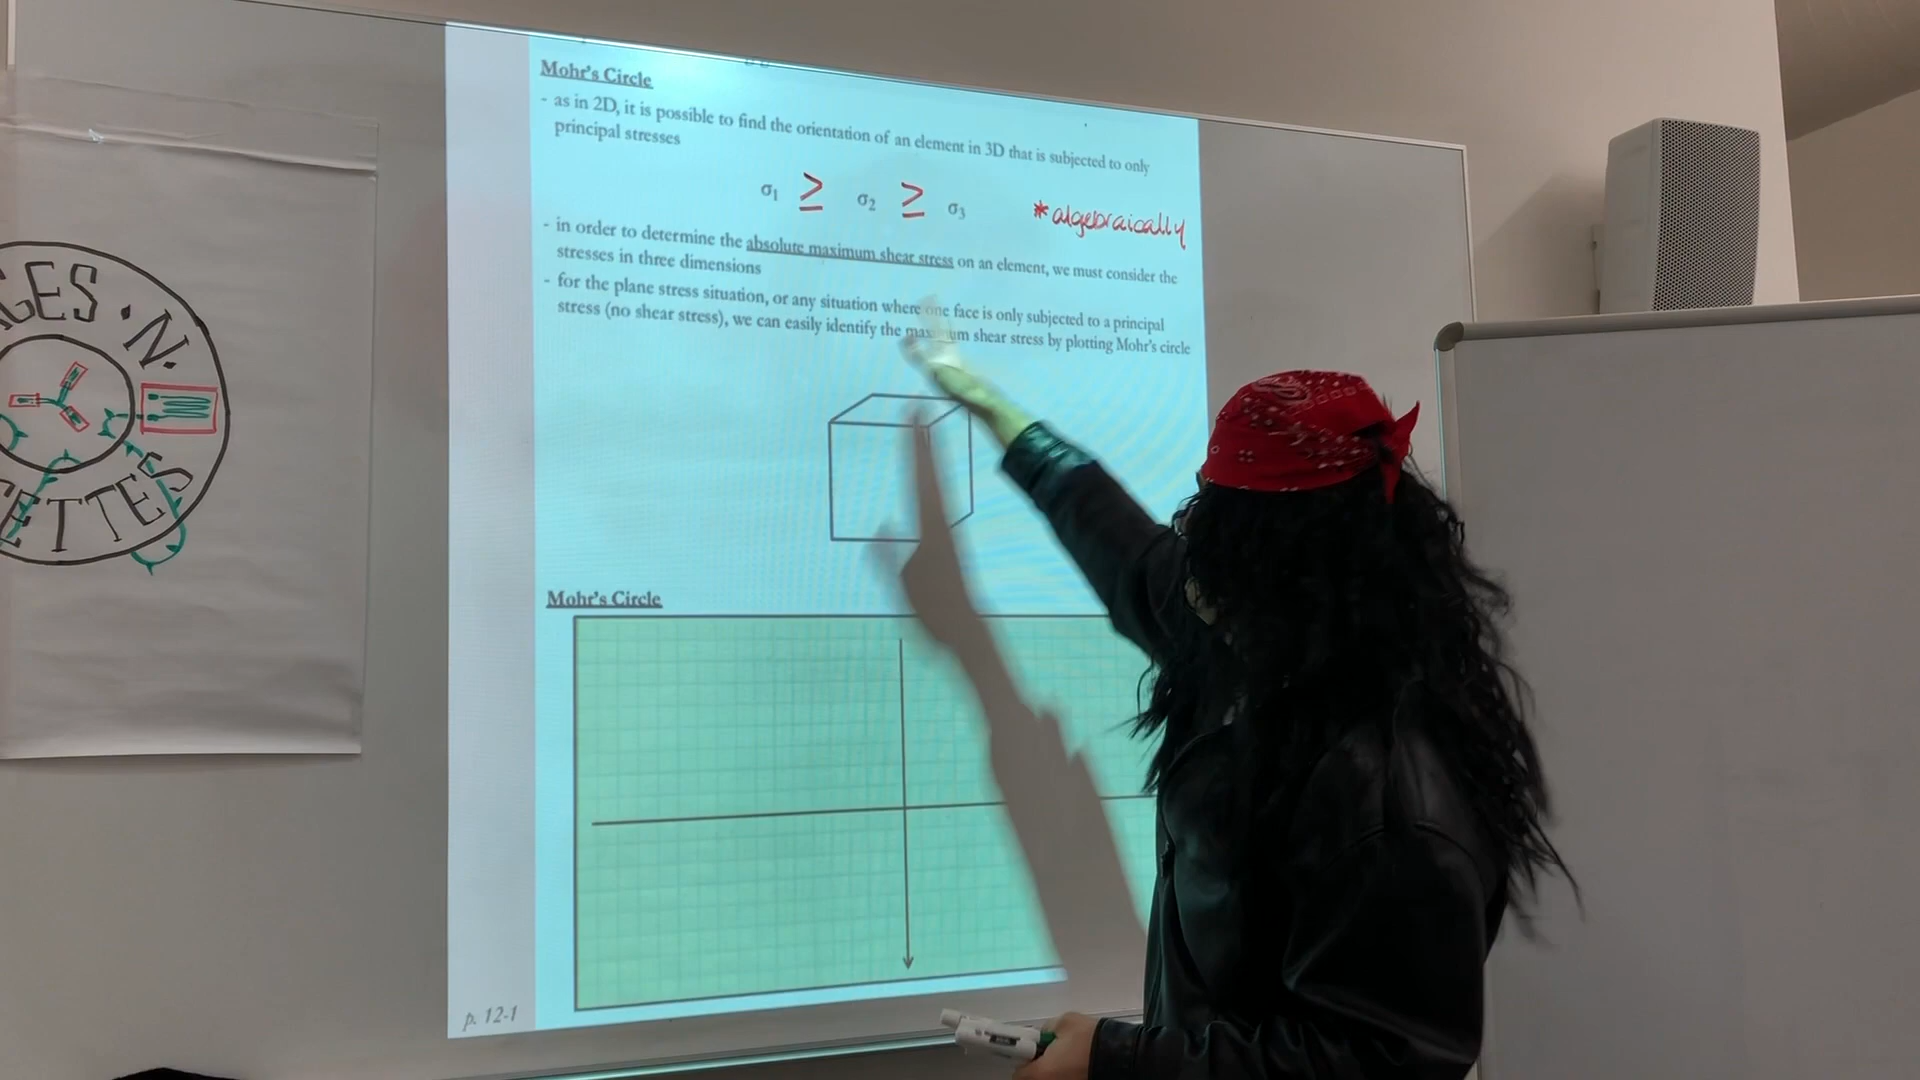 Mohr's Circle
- as in 2D, it is possible to find the orientation of an element in 3D that is subjected to only
principal stresses
σ1 ≥ σ2 ≥ σ3 *algebraically
- in order to determine the absolute maximum shear stress on an element, we must consider the
stresses in three dimensions
- for the plane stress situation, or any situation where one face is only subjected to a principal
stress (no shear stress), we can easily identify the maximum shear stress by plotting Mohr's circle
Mohr's Circle
p. 12-1
GES · N.
ETTES